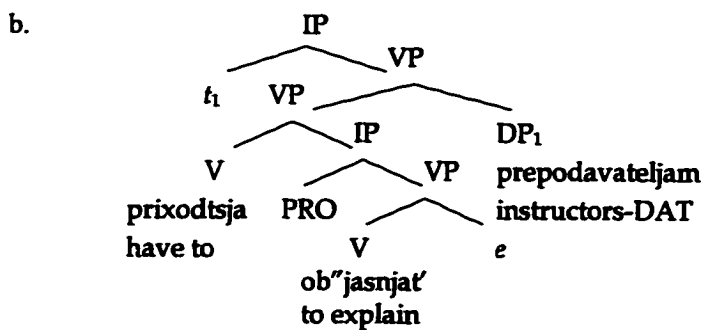 b. IP
VP
t₁ VP
IP DP₁
V VP prepodavateljam
prixodtsja PRO instructors-DAT
have to V e
ob"jasnjat'
to explain